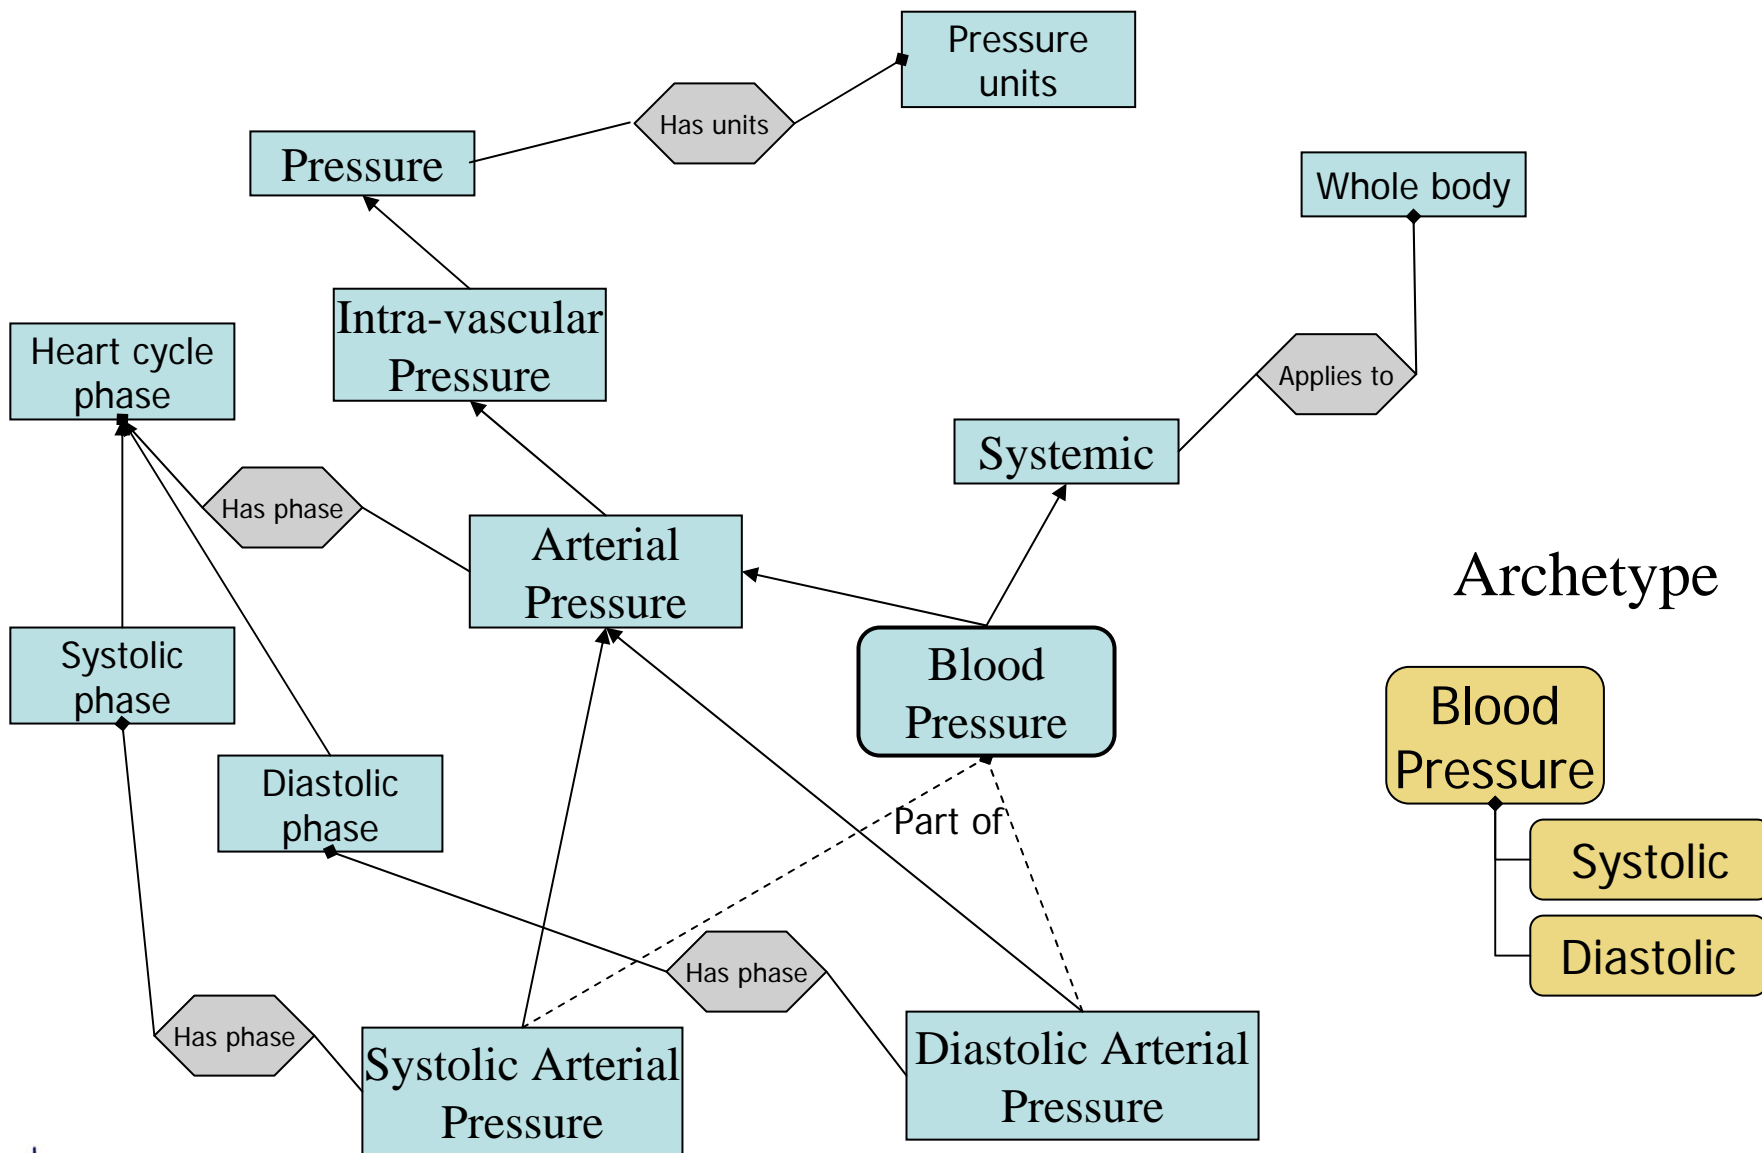 Pressure
units
Has units
Pressure
Whole body
Intra-vascular
Pressure
Heart cycle
phase
Applies to
Systemic
Has phase
Arterial
Pressure
Archetype
Systolic
phase
Blood
Pressure
Blood
Pressure
Diastolic
phase
Part of
Systolic
Diastolic
Has phase
Has phase
Systolic Arterial
Pressure
Diastolic Arterial
Pressure